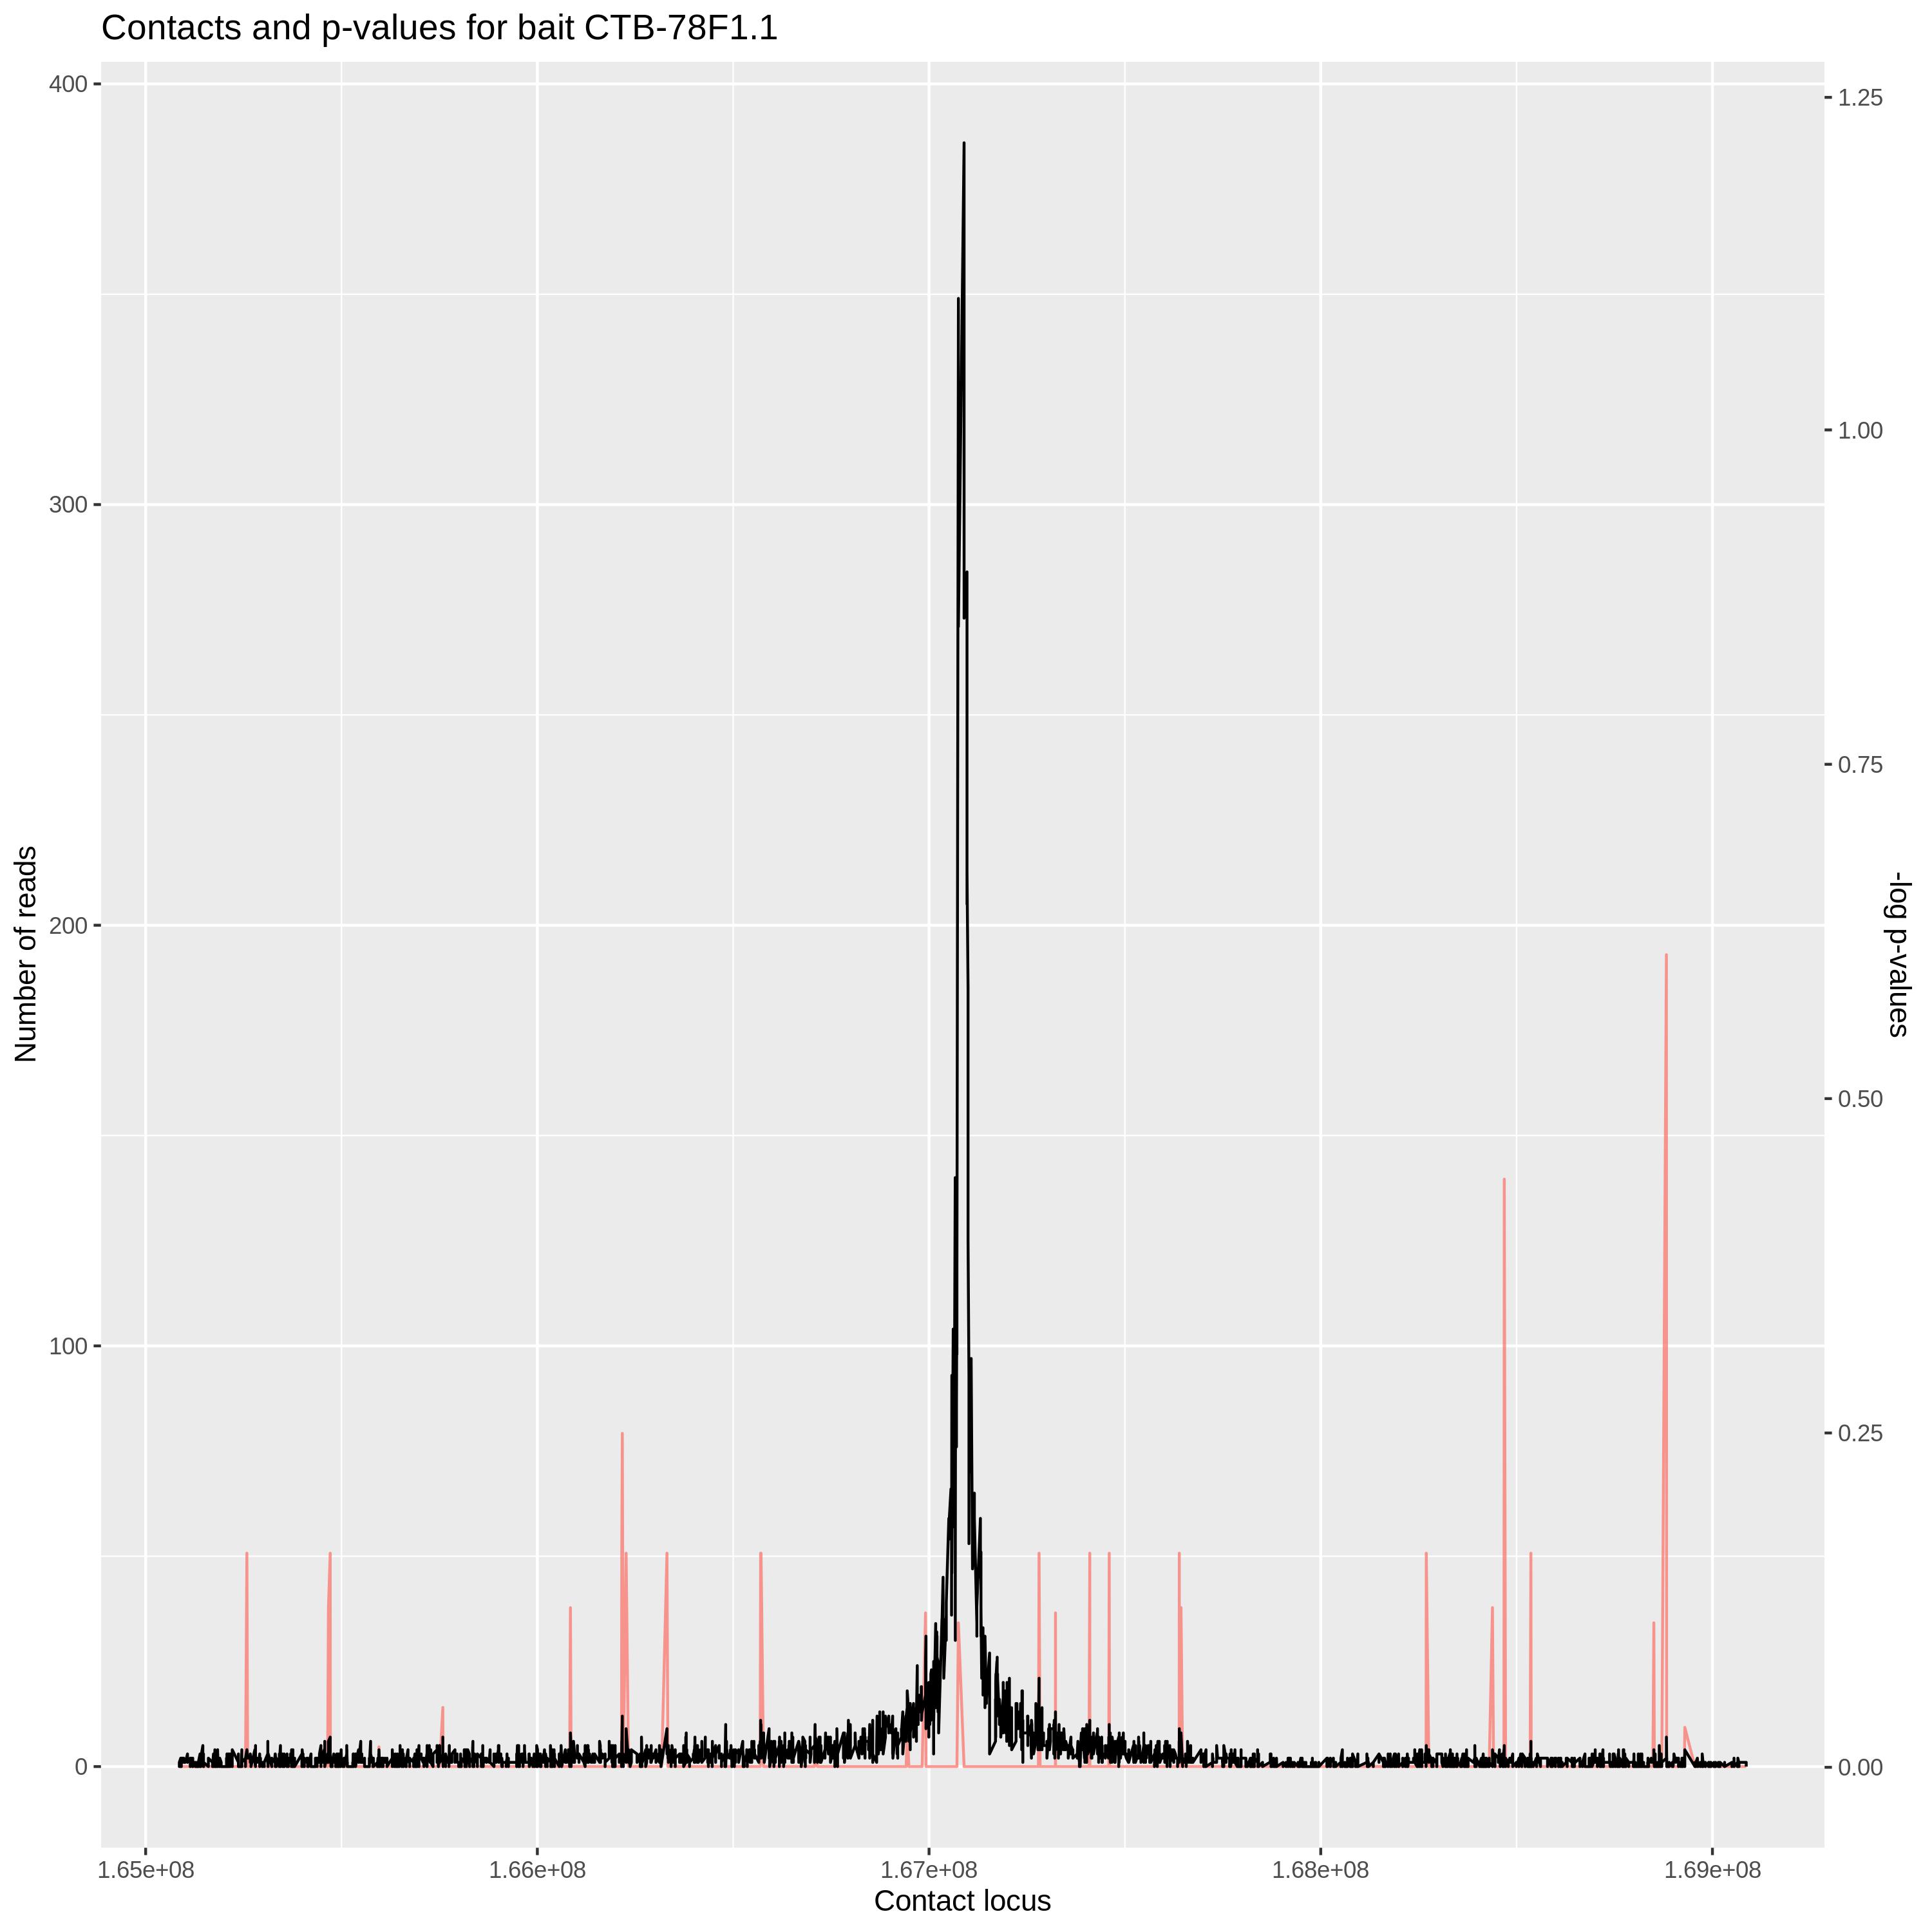 Contacts and p-values for bait CTB-78F1.1
400
300
200
100
0
Number of reads
1.25
1.00
0.75
0.50
0.25
0.00
-log p-values
1.65e+08
1.66e+08
1.67e+08
1.68e+08
1.69e+08
Contact locus